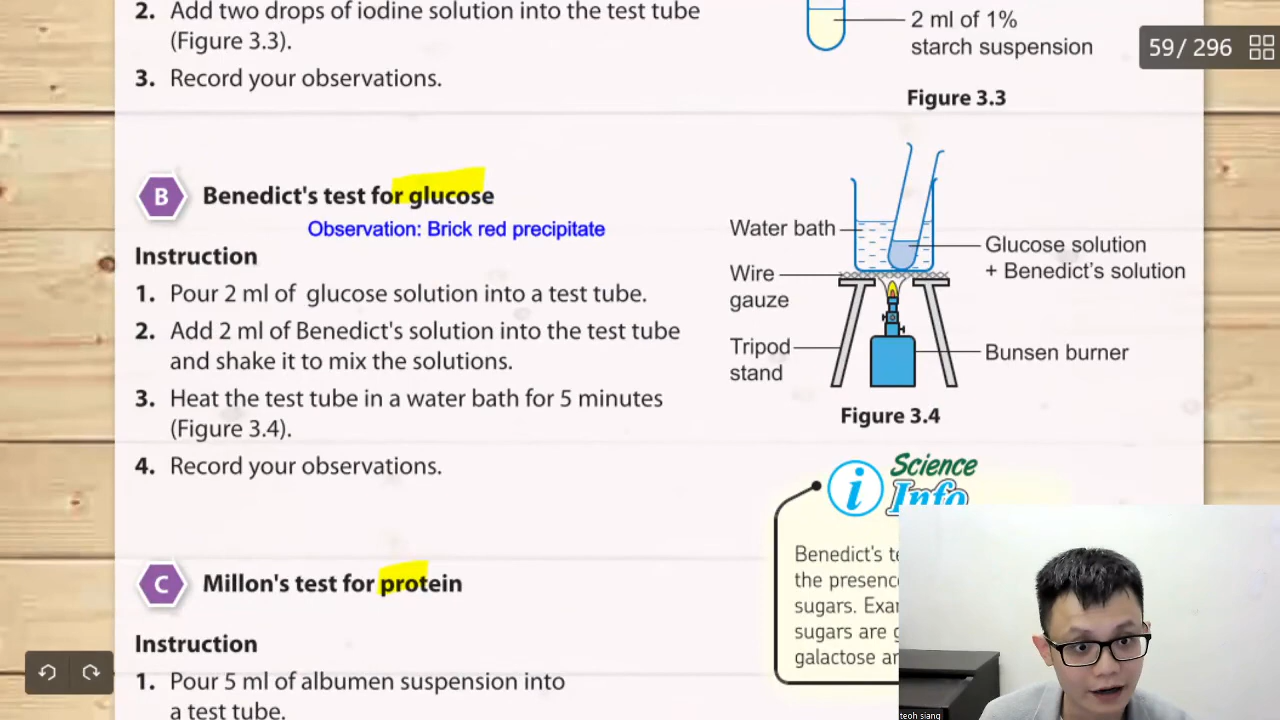 2. Add two drops of iodine solution into the test tube
(Figure 3.3).
3. Record your observations.
2 ml of 1%
starch suspension
59/ 296
Figure 3.3
B Benedict's test for glucose
Observation: Brick red precipitate
Instruction
1. Pour 2 ml of glucose solution into a test tube.
2. Add 2 ml of Benedict's solution into the test tube
and shake it to mix the solutions.
3. Heat the test tube in a water bath for 5 minutes
(Figure 3.4).
4. Record your observations.
Water bath
Glucose solution
+ Benedict's solution
Wire
gauze
Tripod
stand
Bunsen burner
Figure 3.4
i Science
Info
Benedict's
the
sugars.
sugars are
C Millon's test for protein
Instruction
1. Pour 5 ml of albumen suspension into
a test tube.
teoh siang